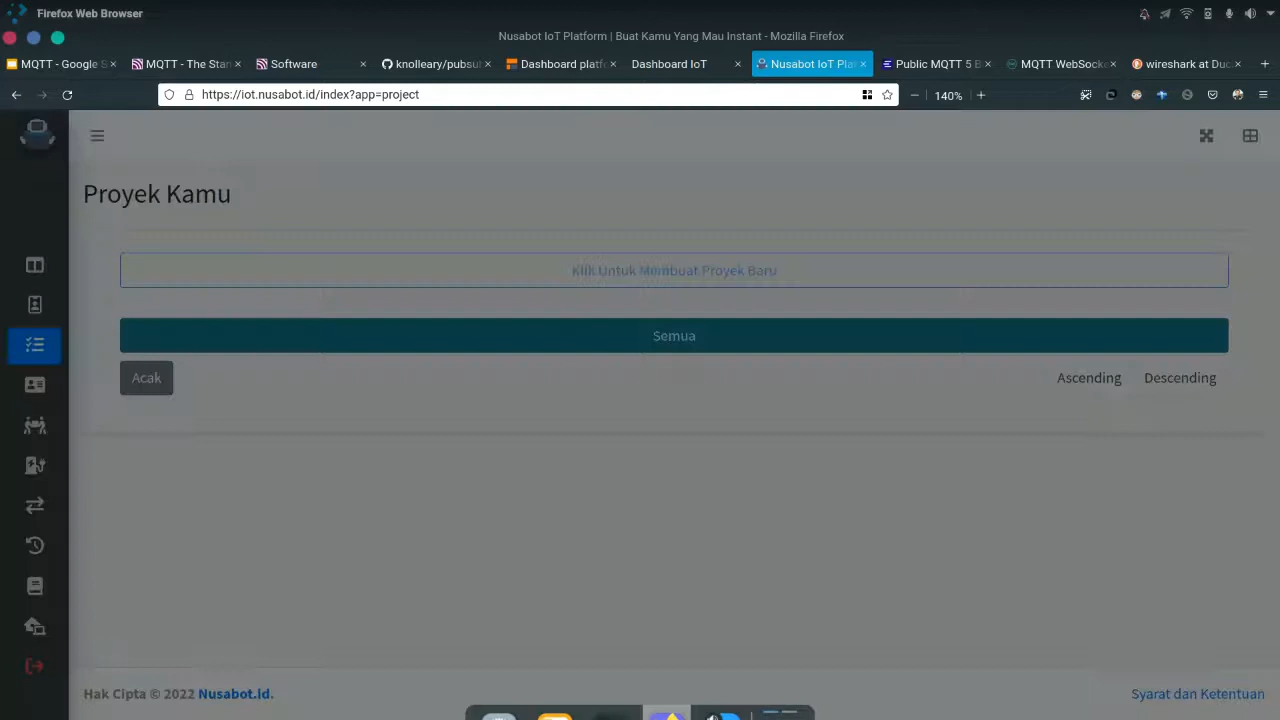 Firefox Web Browser
Nusabot IoT Platform | Buat Kamu Yang Mau Instant - Mozilla Firefox
MQTT - Google S
MQTT - The Stan
Software
knolleary/pubsu
Dashboard platf
Dashboard IoT
Nusabot IoT Pla
Public MQTT 5 B
MQTT WebSocke
wireshark at Duc
https://iot.nusabot.id/index?app=project
140%
Proyek Kamu
Klik Untuk Membuat Proyek Baru
Semua
Acak
Ascending
Descending
Hak Cipta © 2022 Nusabot.id.
Syarat dan Ketentuan